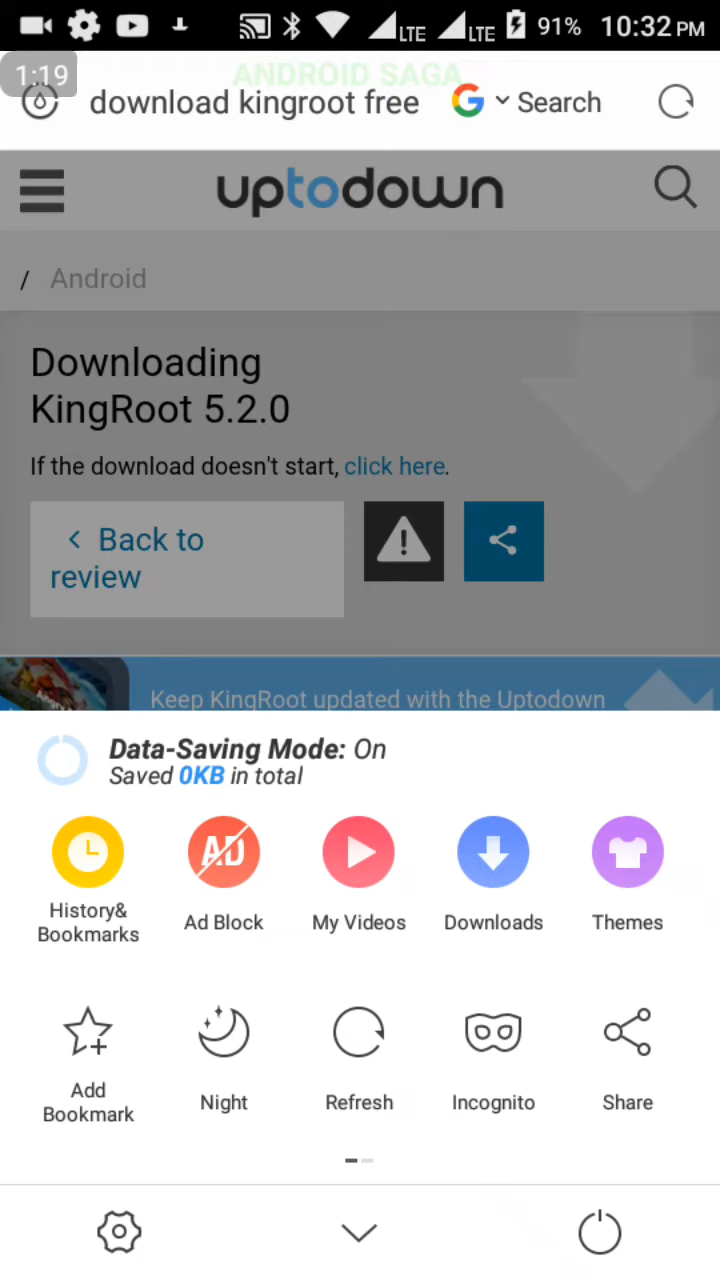 LTE LTE 91% 10:32 PM
1:19
ANDROID SAGA
download kingroot free Search
uptodown
/ Android
Downloading
KingRoot 5.2.0
If the download doesn't start, click here.
< Back to
review
Keep KingRoot updated with the Uptodown
Data-Saving Mode: On
Saved 0KB in total
AD
History&
Bookmarks
Ad Block
My Videos
Downloads
Themes
Add
Bookmark
Night
Refresh
Incognito
Share